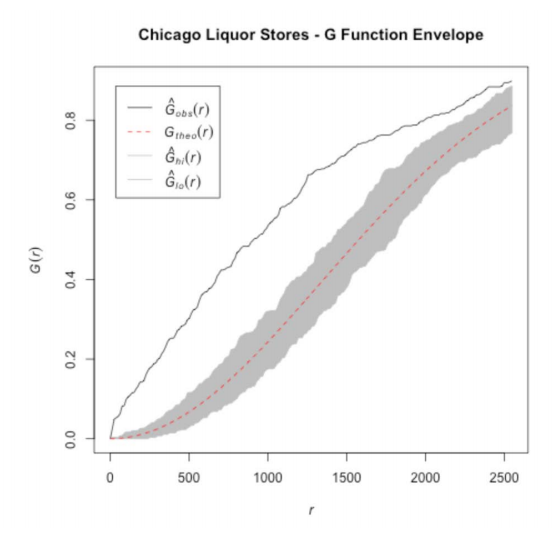 Chicago Liquor Stores - G Function Envelope
Ĝobs(r)
Gtheo(r)
Ĝhi(r)
Ĝlo(r)
G(r)
0.8
0.6
0.4
0.2
0.0
0 500 1000 1500 2000 2500
r